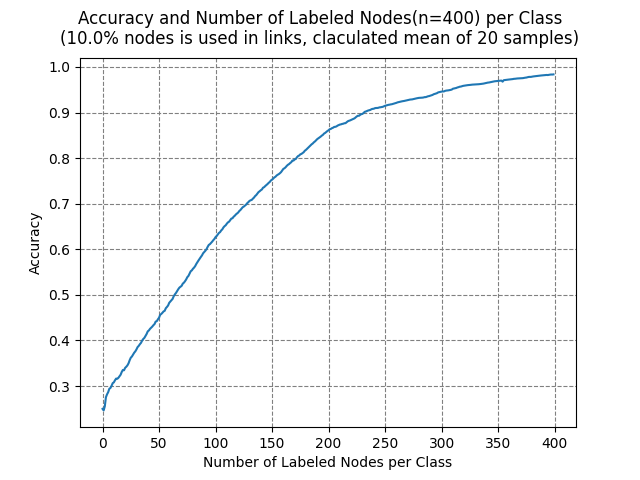 Accuracy and Number of Labeled Nodes(n=400) per Class
(10.0% nodes is used in links, claculated mean of 20 samples)
1.0
0.9
0.8
0.7
0.6
0.5
0.4
0.3
Accuracy
0 50 100 150 200 250 300 350 400
Number of Labeled Nodes per Class